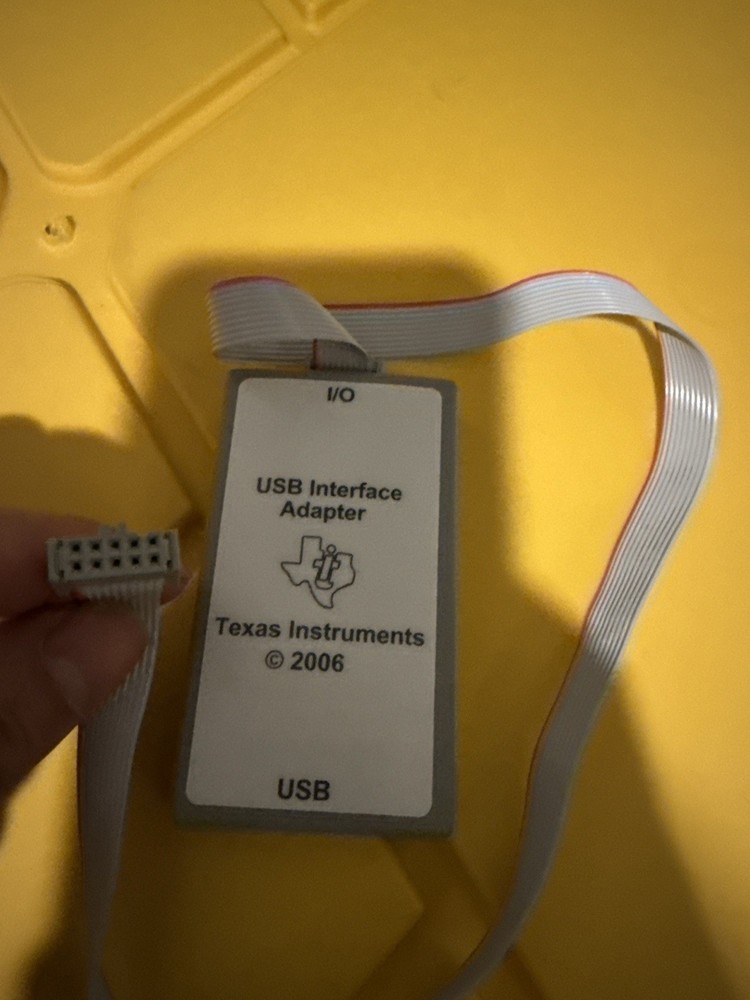 I/O
USB Interface
Adapter
Texas Instruments
© 2006
USB